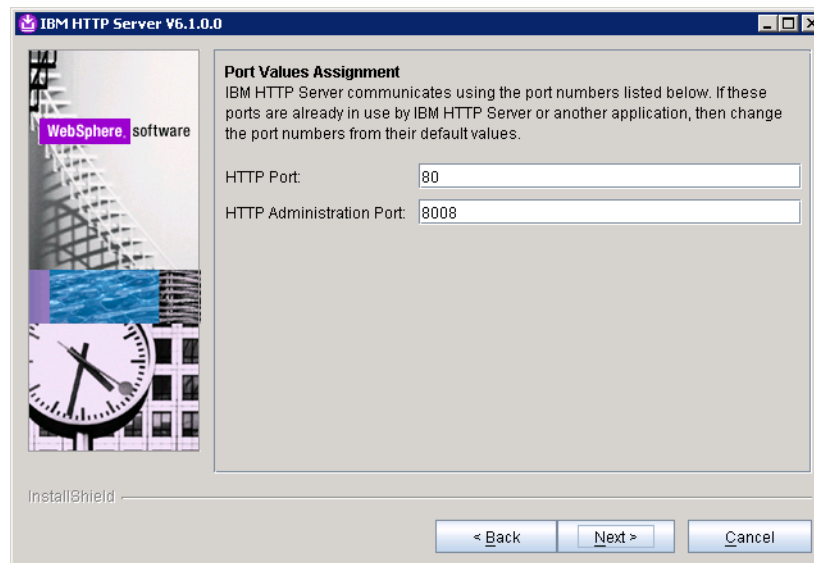 IBM HTTP Server V6.1.0.0
WebSphere. software
Port Values Assignment
IBM HTTP Server communicates using the port numbers listed below. If these
ports are already in use by IBM HTTP Server or another application, then change
the port numbers from their default values.
HTTP Port: 80
HTTP Administration Port: 8008
InstallShield
< Back Next > Cancel